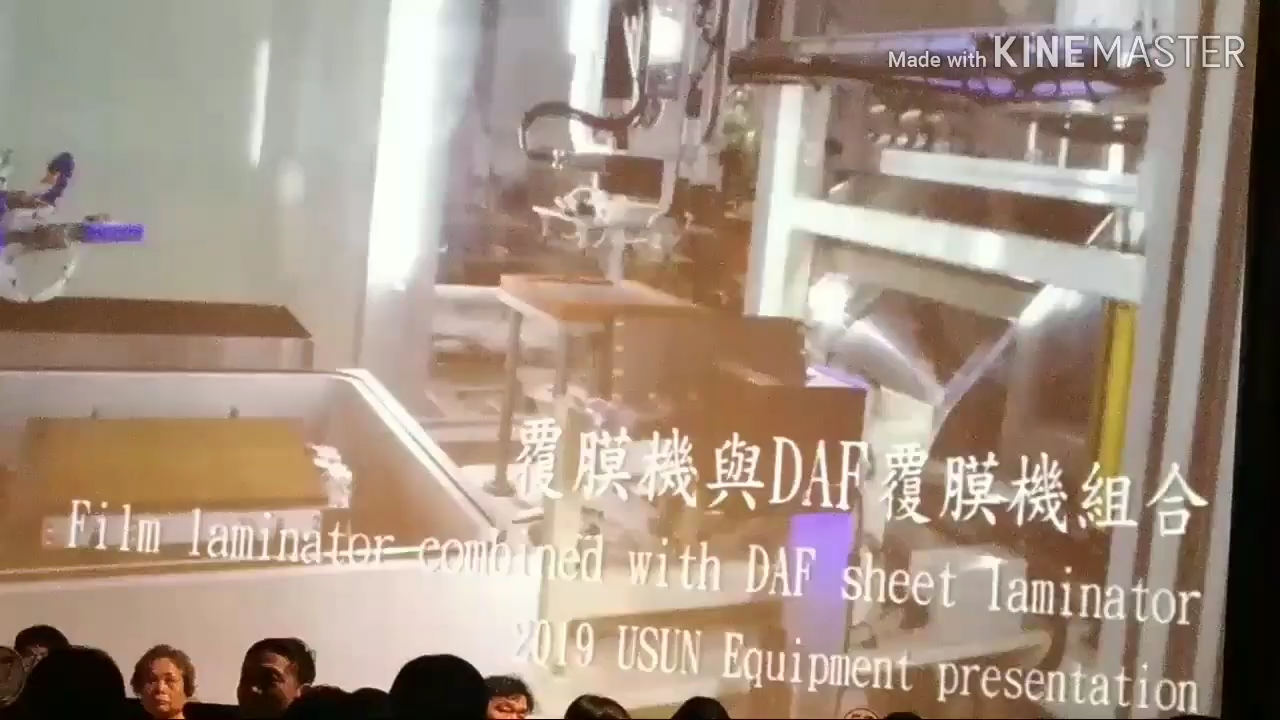 Made with KINEMASTER
覆膜機與DAF覆膜機組合
Film laminator combined with DAF sheet laminator
2019 USUN Equipment presentation